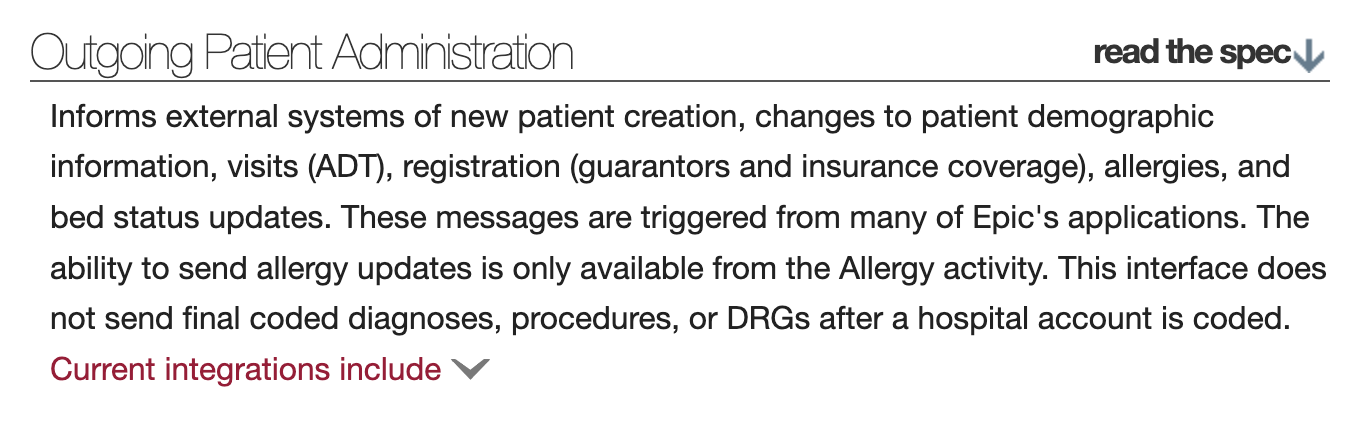 Outgoing Patient Administration
read the spec
Informs external systems of new patient creation, changes to patient demographic
information, visits (ADT), registration (guarantors and insurance coverage), allergies, and
bed status updates. These messages are triggered from many of Epic's applications. The
ability to send allergy updates is only available from the Allergy activity. This interface does
not send final coded diagnoses, procedures, or DRGs after a hospital account is coded.
Current integrations include